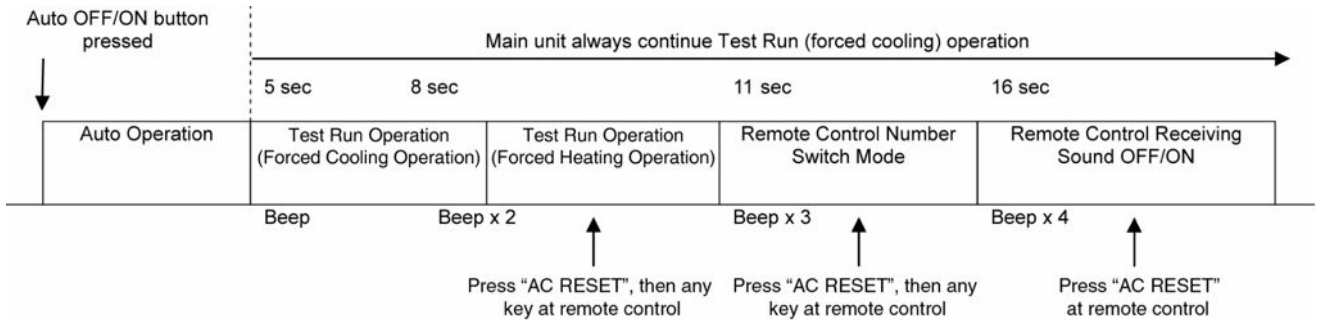 Auto OFF/ON button
pressed
Main unit always continue Test Run (forced cooling) operation
5 sec
8 sec
11 sec
16 sec
Auto Operation
Test Run Operation
(Forced Cooling Operation)
Test Run Operation
(Forced Heating Operation)
Remote Control Number
Switch Mode
Remote Control Receiving
Sound OFF/ON
Beep
Beep x 2
Beep x 3
Beep x 4
Press “AC RESET”, then any
key at remote control
Press “AC RESET”, then any
key at remote control
Press “AC RESET”
at remote control